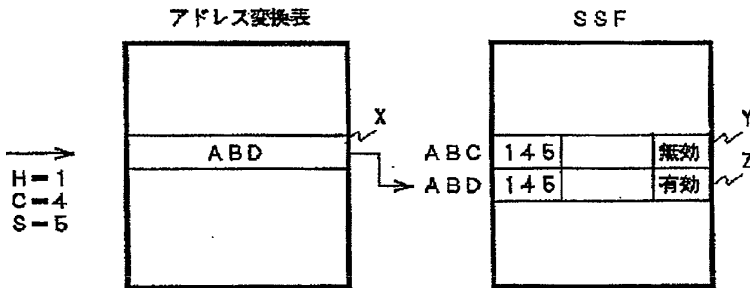 アドレス変換表
SSF
X
Y
ABD
ABC 145 無効
Z
ABD 145 有効
H=1
C=4
S=5